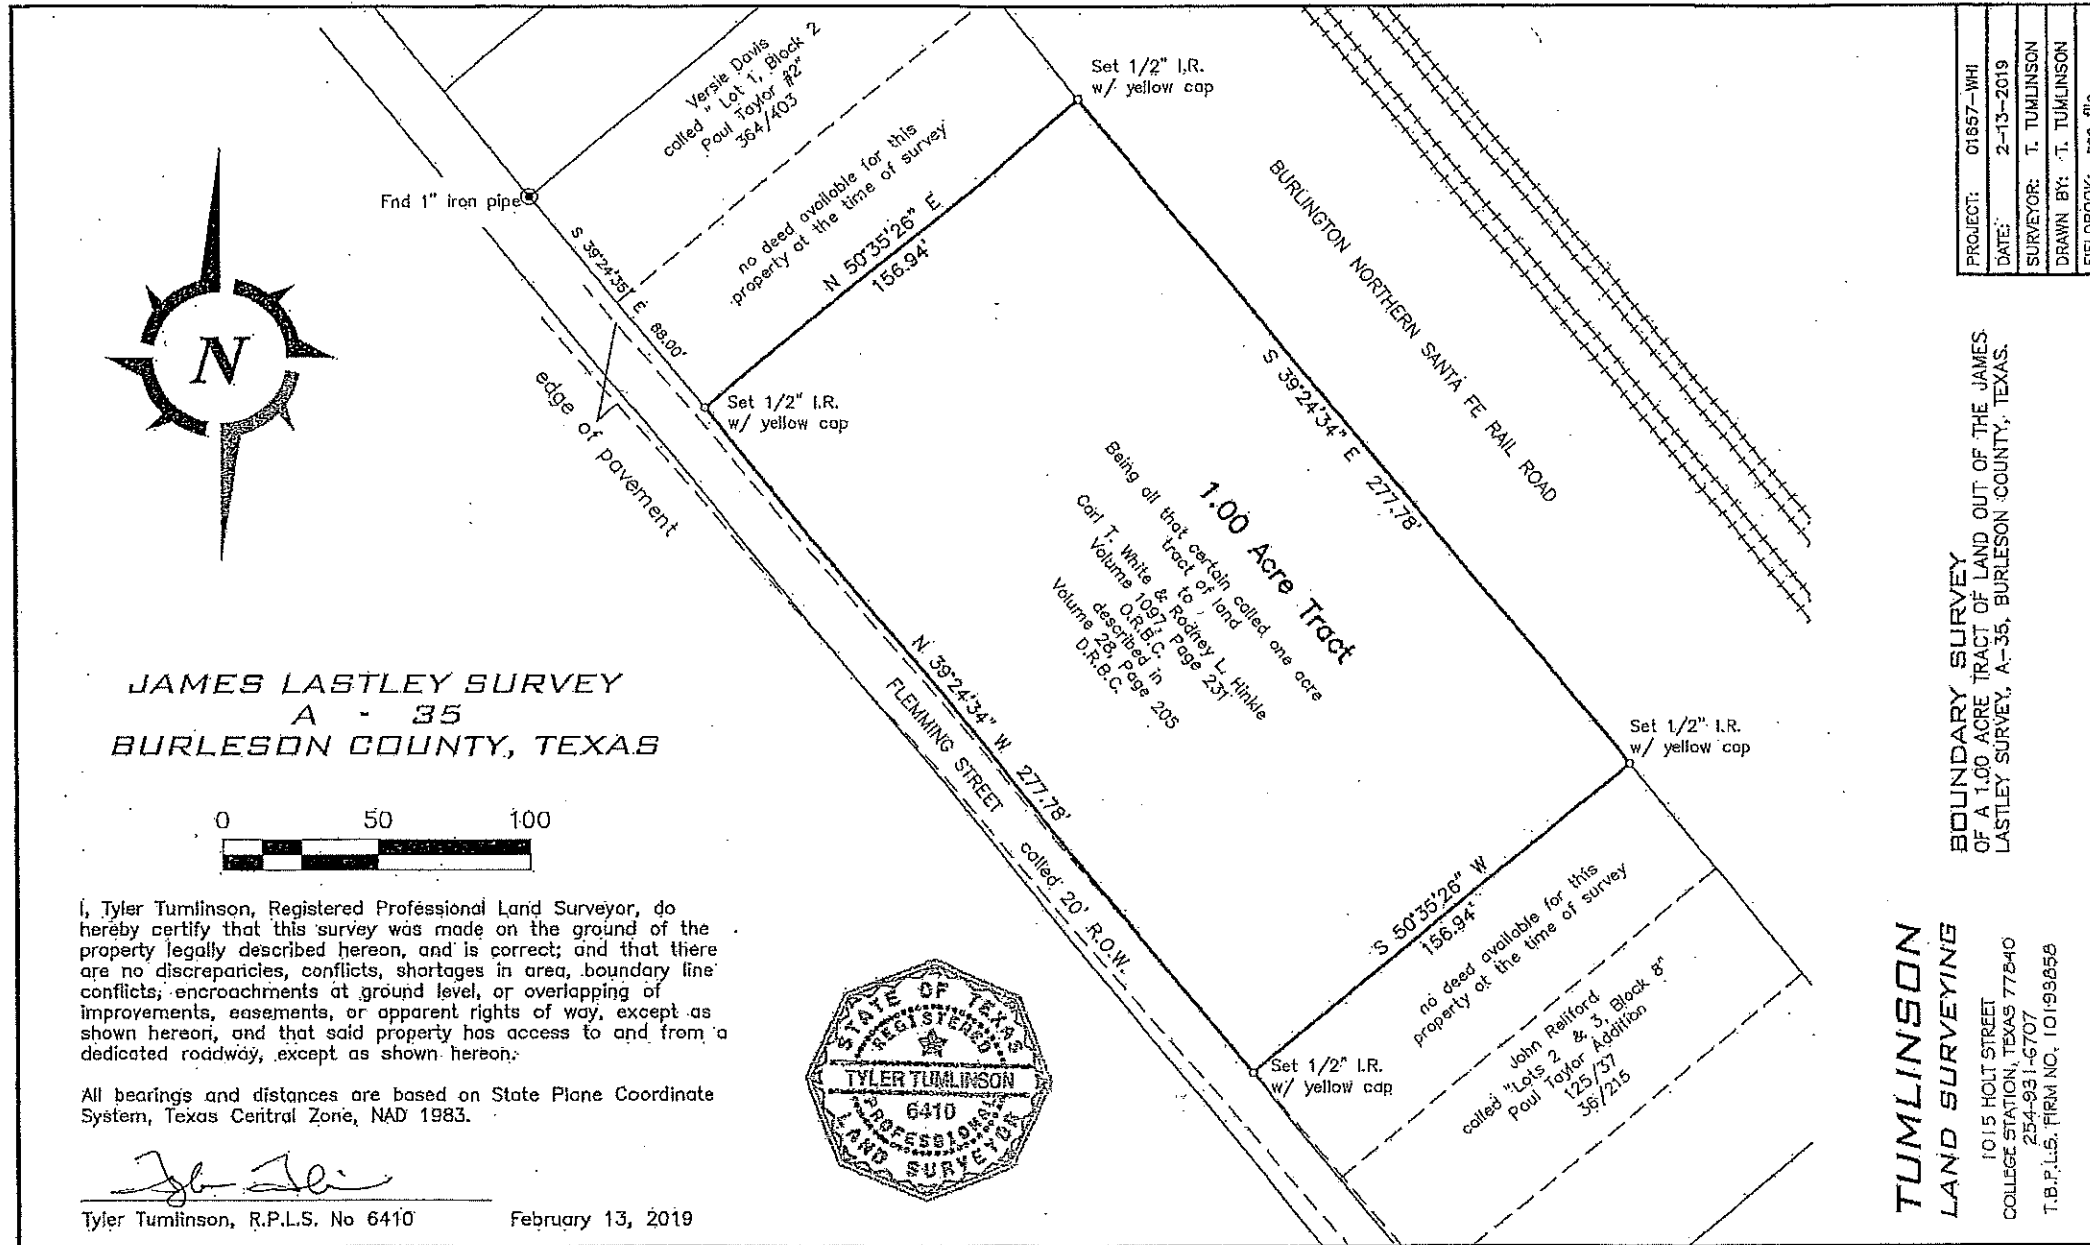 Versie Davis
called " Lot 1, Block 2
Paul Taylor #2"
364/403
no deed available for this
property at the time of survey
Set 1/2" I.R.
w/ yellow cap
Fnd 1" iron pipe
S 39°24'35" E 88.00'
N 50°35'26" E
156.94'
BURLINGTON NORTHERN SANTA FE RAIL ROAD
N
edge of pavement
Set 1/2" I.R.
w/ yellow cap
S 39°24'34" E 277.78'
1.00 Acre Tract
Being all that certain called one acre
tract of land
to
Carl T. White & Rodney L. Hinkle
Volume 1097, Page 231
O.R.B.C.
described in
Volume 28, Page 205
D.R.B.C.
N 39°24'34" W 277.78'
FLEMMING STREET called 20' R.O.W.
Set 1/2" I.R.
w/ yellow cap
S 50°35'26" W
156.94'
no deed available for this
property at the time of survey
John Reliford
called "Lots 2 & 3, Block 8"
Paul Taylor Addition
125/37
36/215
Set 1/2" I.R.
w/ yellow cap
JAMES LASTLEY SURVEY
A - 35
BURLESON COUNTY, TEXAS
0 50 100
I, Tyler Tumlinson, Registered Professional Land Surveyor, do
hereby certify that this survey was made on the ground of the
property legally described hereon, and is correct; and that there
are no discrepancies, conflicts, shortages in area, boundary line
conflicts, encroachments at ground level, or overlapping of
improvements, easements, or apparent rights of way, except as
shown hereon, and that said property has access to and from a
dedicated roadway, except as shown hereon.
All bearings and distances are based on State Plane Coordinate
System, Texas Central Zone, NAD 1983.
Tyler Tumlinson, R.P.L.S. No 6410 February 13, 2019
STATE OF TEXAS
REGISTERED
TYLER TUMLINSON
6410
PROFESSIONAL
LAND SURVEYOR
PROJECT: 01657-WHI
DATE: 2-13-2019
SURVEYOR: T. TUMLINSON
DRAWN BY: T. TUMLINSON
BOUNDARY SURVEY
OF A 1.00 ACRE TRACT OF LAND OUT OF THE JAMES
LASTLEY SURVEY, A-35, BURLESON COUNTY, TEXAS.
TUMLINSON
LAND SURVEYING
1015 HOLT STREET
COLLEGE STATION, TEXAS 77840
254-931-6707
T.B.P.L.S. FIRM NO. 10193858